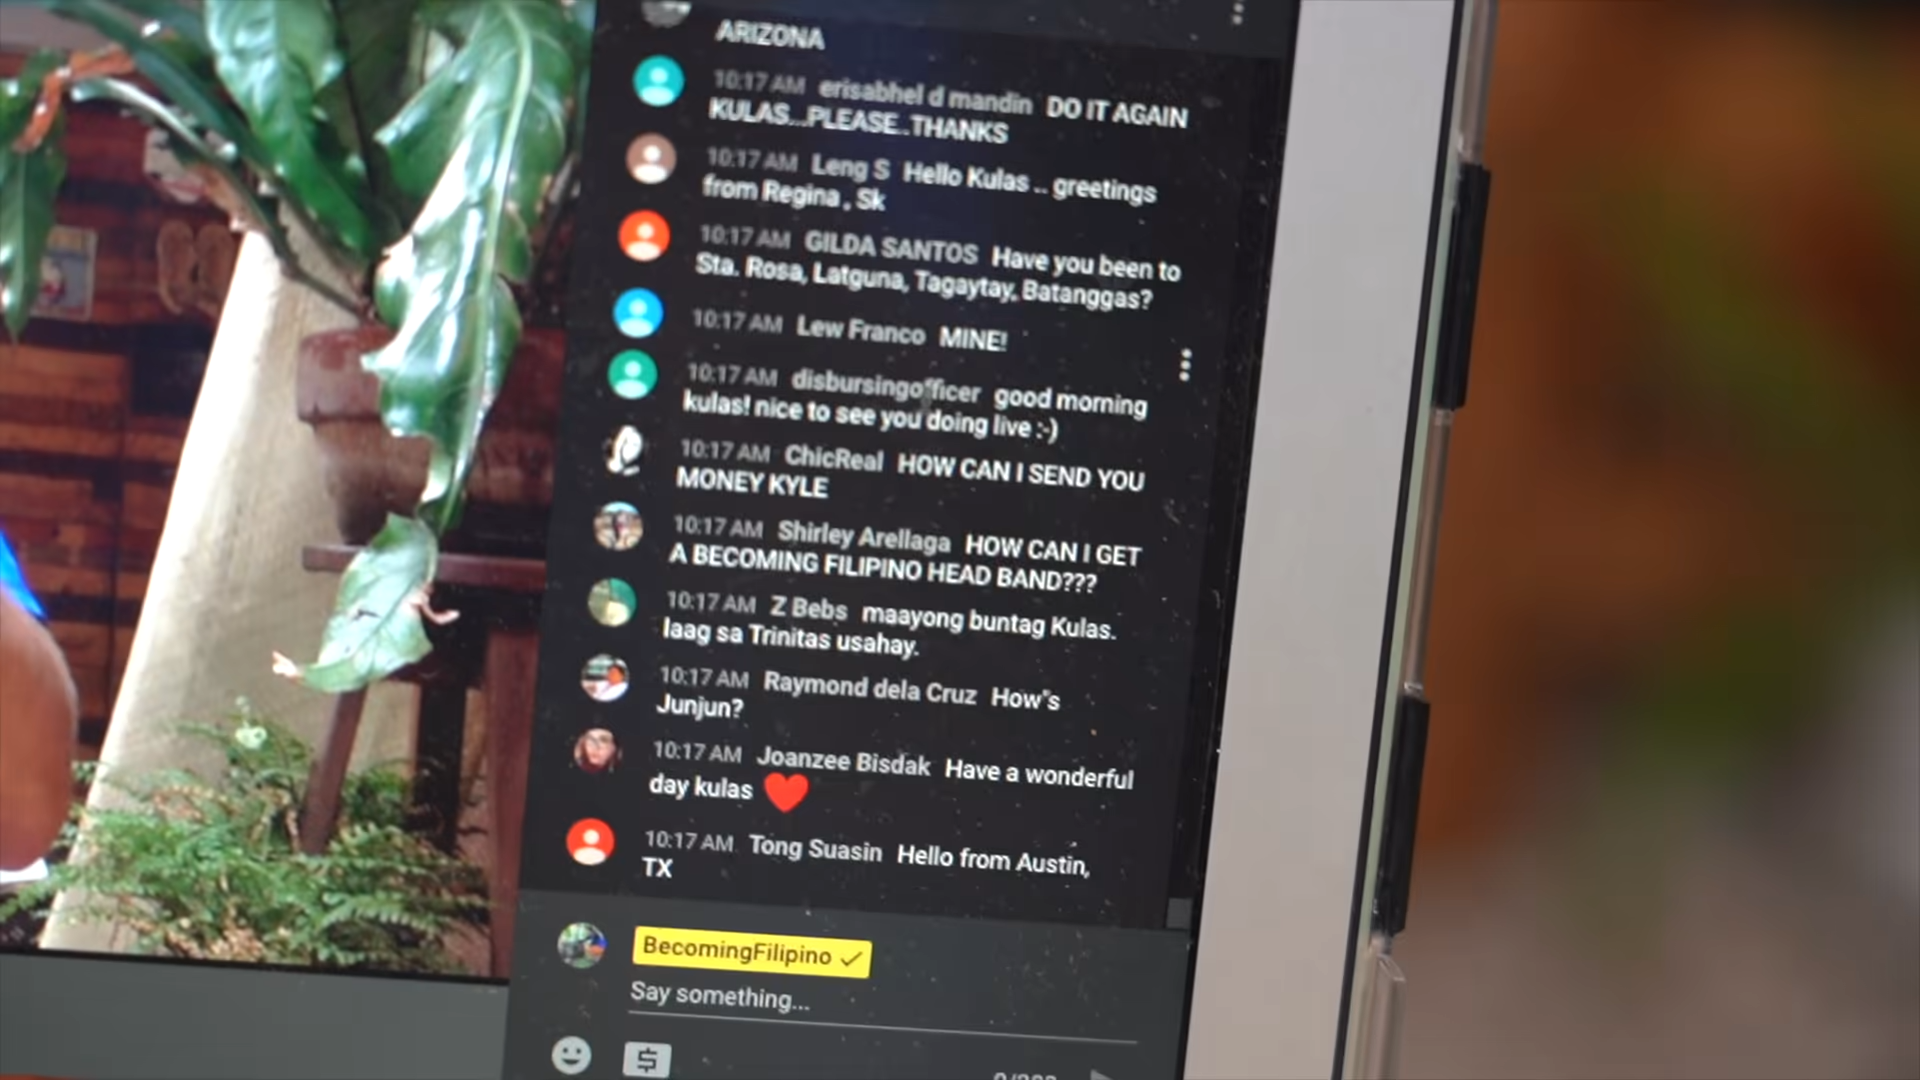 ARIZONA
10:17 AM erisabhel d mandin DO IT AGAIN
KULAS...PLEASE..THANKS
10:17 AM Leng S Hello Kulas .. greetings
from Regina , Sk
10:17 AM GILDA SANTOS Have you been to
Sta. Rosa, Latguna, Tagaytay, Batanggas?
10:17 AM Lew Franco MINE!
10:17 AM disbursingofficer good morning
kulas! nice to see you doing live :-)
10:17 AM ChicReal HOW CAN I SEND YOU
MONEY KYLE
10:17 AM Shirley Arellaga HOW CAN I GET
A BECOMING FILIPINO HEAD BAND???
10:17 AM Z Bebs maayong buntag Kulas.
laag sa Trinitas usahay.
10:17 AM Raymond dela Cruz How"s
Junjun?
10:17 AM Joanzee Bisdak Have a wonderful
day kulas ❤
10:17 AM Tong Suasin Hello from Austin,
TX
BecomingFilipino ✓
Say something...
$